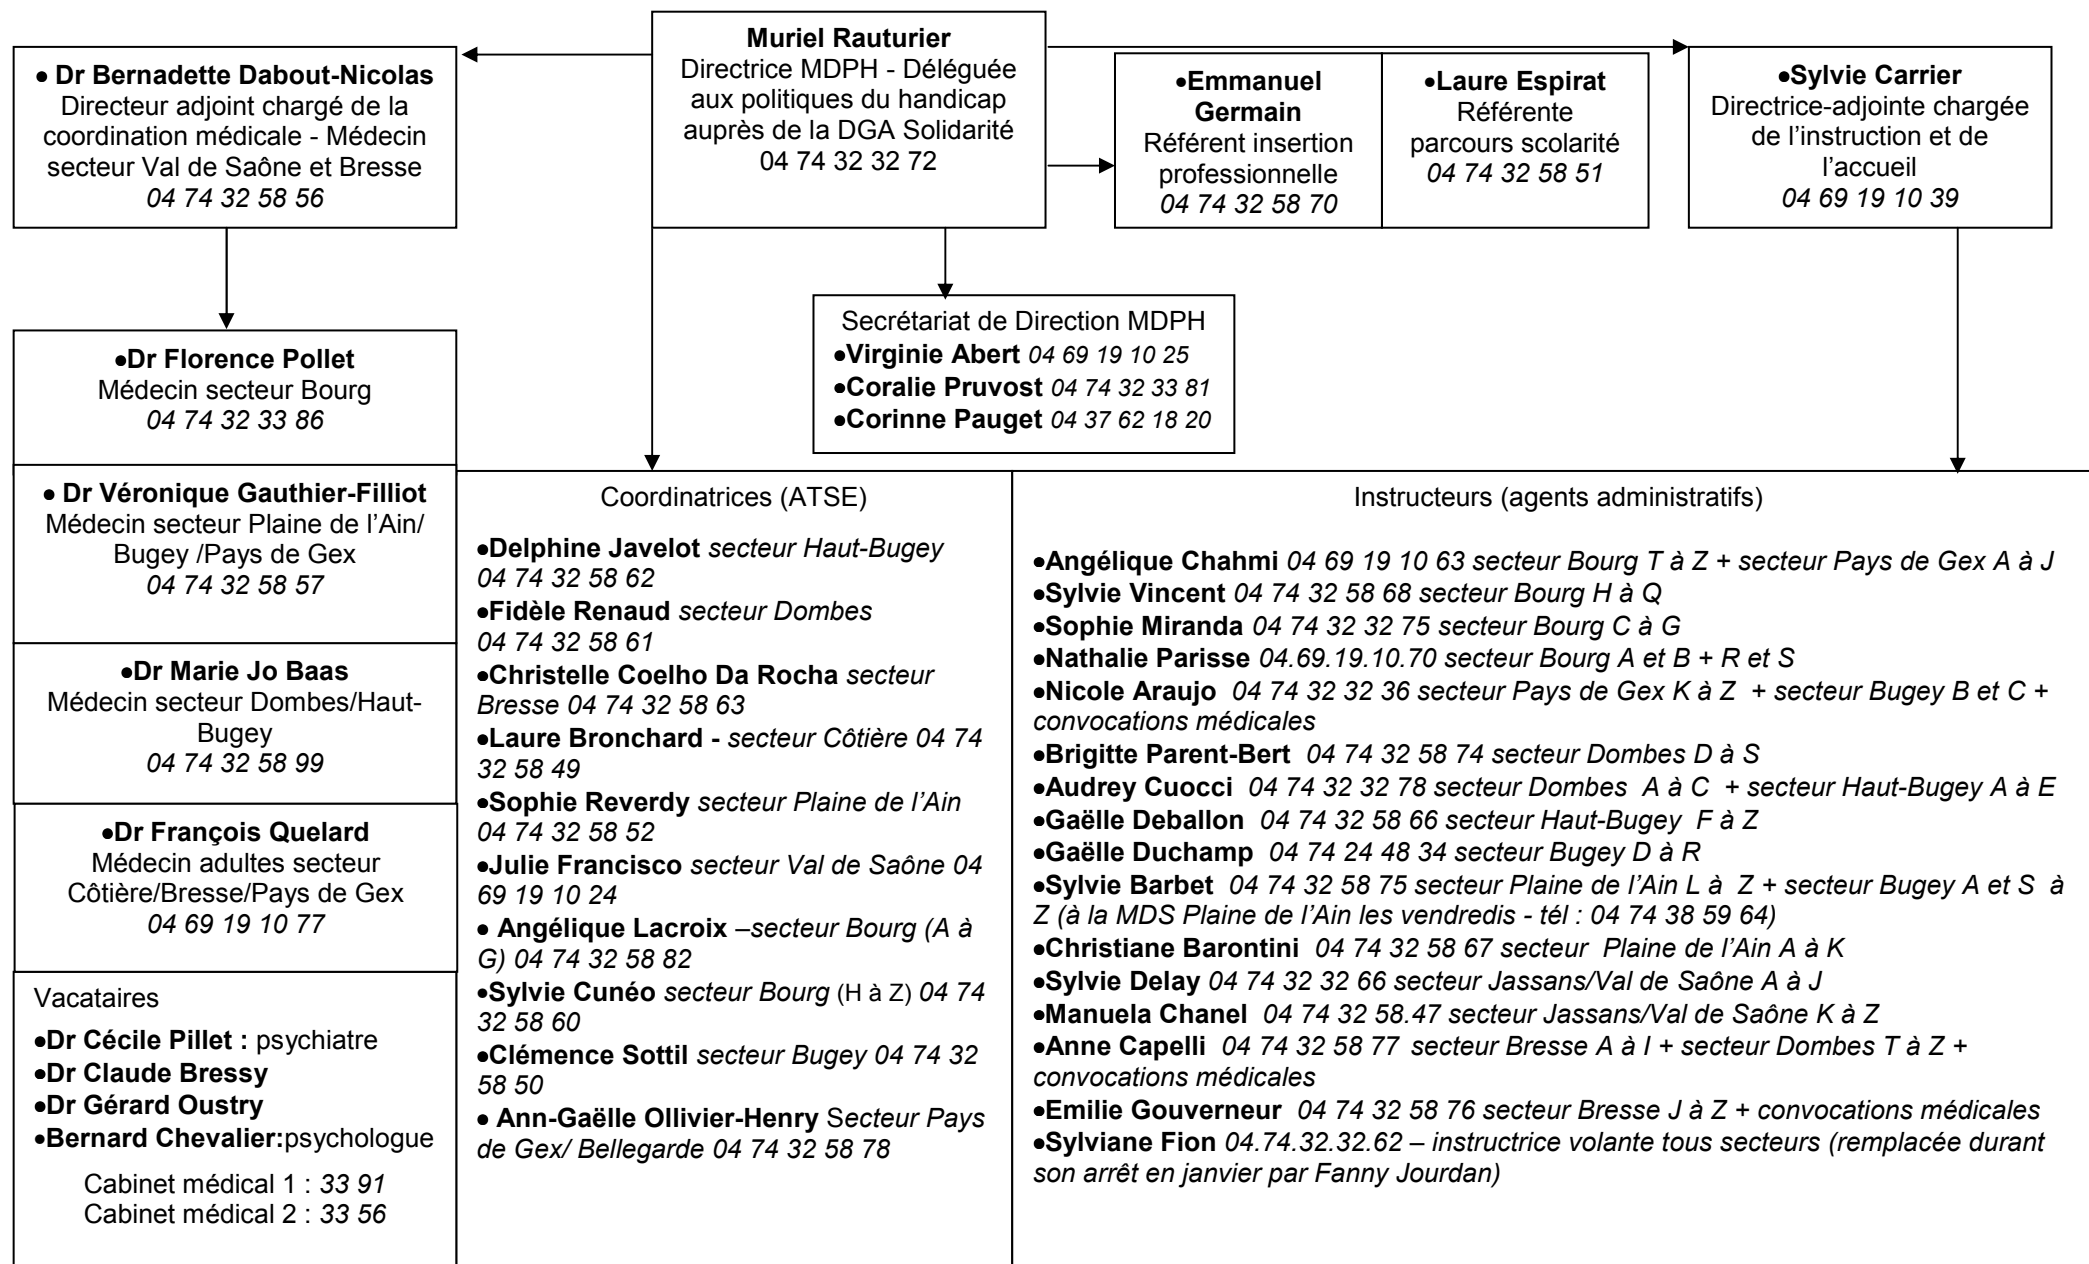 Muriel Rauturier
Directrice MDPH - Déléguée
aux politiques du handicap
auprès de la DGA Solidarité
04 74 32 32 72
● Dr Bernadette Dabout-Nicolas
Directeur adjoint chargé de la
coordination médicale - Médecin
secteur Val de Saône et Bresse
04 74 32 58 56
●Emmanuel
Germain
Référent insertion
professionnelle
04 74 32 58 70
●Laure Espirat
Référente
parcours scolarité
04 74 32 58 51
●Sylvie Carrier
Directrice-adjointe chargée
de l’instruction et de
l’accueil
04 69 19 10 39
Secrétariat de Direction MDPH
●Virginie Abert 04 69 19 10 25
●Coralie Pruvost 04 74 32 33 81
●Corinne Pauget 04 37 62 18 20
●Dr Florence Pollet
Médecin secteur Bourg
04 74 32 33 86
● Dr Véronique Gauthier-Filliot
Médecin secteur Plaine de l’Ain/
Bugey /Pays de Gex
04 74 32 58 57
●Dr Marie Jo Baas
Médecin secteur Dombes/Haut-
Bugey
04 74 32 58 99
●Dr François Quelard
Médecin adultes secteur
Côtière/Bresse/Pays de Gex
04 69 19 10 77
Vacataires
●Dr Cécile Pillet : psychiatre
●Dr Claude Bressy
●Dr Gérard Oustry
●Bernard Chevalier:psychologue
Cabinet médical 1 : 33 91
Cabinet médical 2 : 33 56
Coordinatrices (ATSE)
●Delphine Javelot secteur Haut-Bugey
04 74 32 58 62
●Fidèle Renaud secteur Dombes
04 74 32 58 61
●Christelle Coelho Da Rocha secteur
Bresse 04 74 32 58 63
●Laure Bronchard - secteur Côtière 04 74
32 58 49
●Sophie Reverdy secteur Plaine de l’Ain
04 74 32 58 52
●Julie Francisco secteur Val de Saône 04
69 19 10 24
● Angélique Lacroix –secteur Bourg (A à
G) 04 74 32 58 82
●Sylvie Cunéo secteur Bourg (H à Z) 04 74
32 58 60
●Clémence Sottil secteur Bugey 04 74 32
58 50
● Ann-Gaëlle Ollivier-Henry Secteur Pays
de Gex/ Bellegarde 04 74 32 58 78
Instructeurs (agents administratifs)
●Angélique Chahmi 04 69 19 10 63 secteur Bourg T à Z + secteur Pays de Gex A à J
●Sylvie Vincent 04 74 32 58 68 secteur Bourg H à Q
●Sophie Miranda 04 74 32 32 75 secteur Bourg C à G
●Nathalie Parisse 04.69.19.10.70 secteur Bourg A et B + R et S
●Nicole Araujo 04 74 32 32 36 secteur Pays de Gex K à Z + secteur Bugey B et C +
convocations médicales
●Brigitte Parent-Bert 04 74 32 58 74 secteur Dombes D à S
●Audrey Cuocci 04 74 32 32 78 secteur Dombes A à C + secteur Haut-Bugey A à E
●Gaëlle Deballon 04 74 32 58 66 secteur Haut-Bugey F à Z
●Gaëlle Duchamp 04 74 24 48 34 secteur Bugey D à R
●Sylvie Barbet 04 74 32 58 75 secteur Plaine de l’Ain L à Z + secteur Bugey A et S à
Z (à la MDS Plaine de l’Ain les vendredis - tél : 04 74 38 59 64)
●Christiane Barontini 04 74 32 58 67 secteur Plaine de l’Ain A à K
●Sylvie Delay 04 74 32 32 66 secteur Jassans/Val de Saône A à J
●Manuela Chanel 04 74 32 58.47 secteur Jassans/Val de Saône K à Z
●Anne Capelli 04 74 32 58 77 secteur Bresse A à I + secteur Dombes T à Z +
convocations médicales
●Emilie Gouverneur 04 74 32 58 76 secteur Bresse J à Z + convocations médicales
●Sylviane Fion 04.74.32.32.62 – instructrice volante tous secteurs (remplacée durant
son arrêt en janvier par Fanny Jourdan)